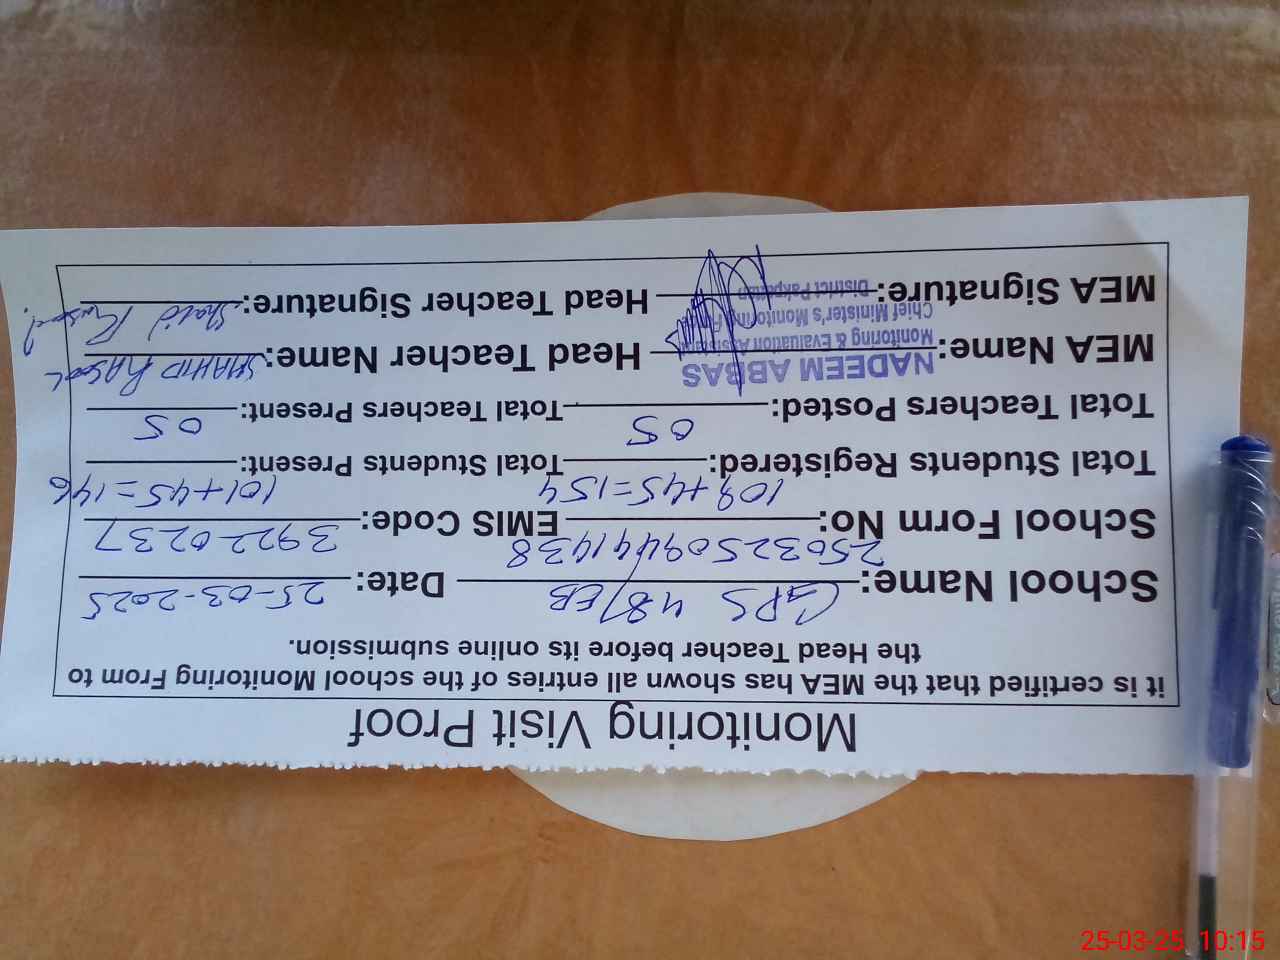 Monitoring Visit Proof
it is certified that the MEA has shown all entries of the school Monitoring From to
the Head Teacher before its online submission.
School Name: GPS 48/EB Date: 25-03-2025
School Form No: 25032509441438 EMIS Code: 39220237
Total Students Registered: 109+45=154 Total Students Present: 101+45=146
Total Teachers Posted: 05 Total Teachers Present: 05
MEA Name: NADEEM ABBAS Head Teacher Name: SHAHID RASOOL
Monitoring & Evaluation Assistant
Chief Minister's Monitoring Force
District Pakpattan
MEA Signature: Head Teacher Signature: Shaid Rasool
25-03-25 10:15